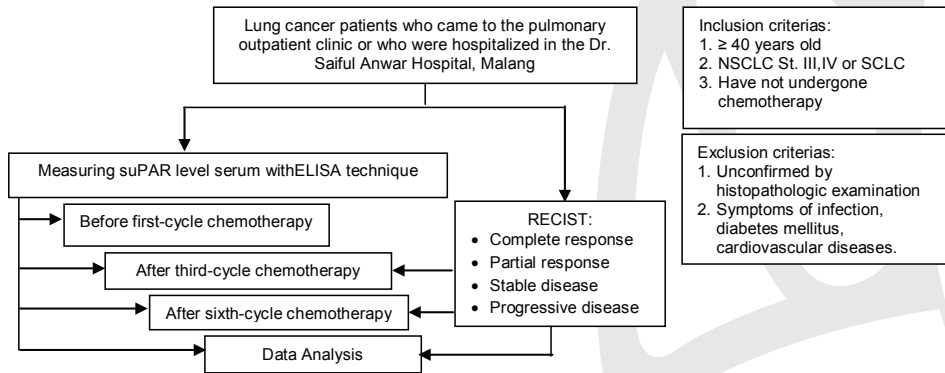 Lung cancer patients who came to the pulmonary
outpatient clinic or who were hospitalized in the Dr.
Saiful Anwar Hospital, Malang
Inclusion criterias:
1. ≥ 40 years old
2. NSCLC St. III,IV or SCLC
3. Have not undergone
chemotherapy
Exclusion criterias:
1. Unconfirmed by
histopathologic examination
2. Symptoms of infection,
diabetes mellitus,
cardiovascular diseases.
Measuring suPAR level serum withELISA technique
Before first-cycle chemotherapy
After third-cycle chemotherapy
After sixth-cycle chemotherapy
Data Analysis
RECIST:
• Complete response
• Partial response
• Stable disease
• Progressive disease